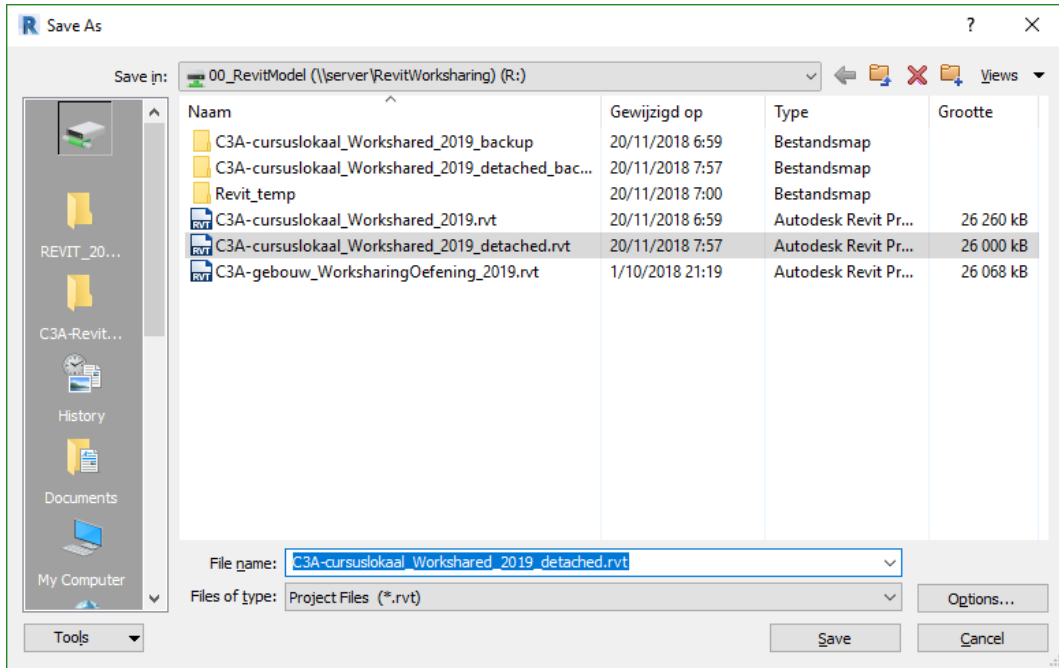 Save As
Save in: 00_RevitModel (\\server\RevitWorksharing) (R:) Views
Naam Gewijzigd op Type Grootte
C3A-cursuslokaal_Workshared_2019_backup 20/11/2018 6:59 Bestandsmap
C3A-cursuslokaal_Workshared_2019_detached_bac... 20/11/2018 7:57 Bestandsmap
Revit_temp 20/11/2018 7:00 Bestandsmap
C3A-cursuslokaal_Workshared_2019.rvt 20/11/2018 6:59 Autodesk Revit Pr... 26 260 kB
C3A-cursuslokaal_Workshared_2019_detached.rvt 20/11/2018 7:57 Autodesk Revit Pr... 26 000 kB
C3A-gebouw_WorksharingOefening_2019.rvt 1/10/2018 21:19 Autodesk Revit Pr... 26 068 kB
REVIT_20...
C3A-Revit...
History
Documents
My Computer
File name: C3A-cursuslokaal_Workshared_2019_detached.rvt
Files of type: Project Files (*.rvt) Options...
Tools Save Cancel